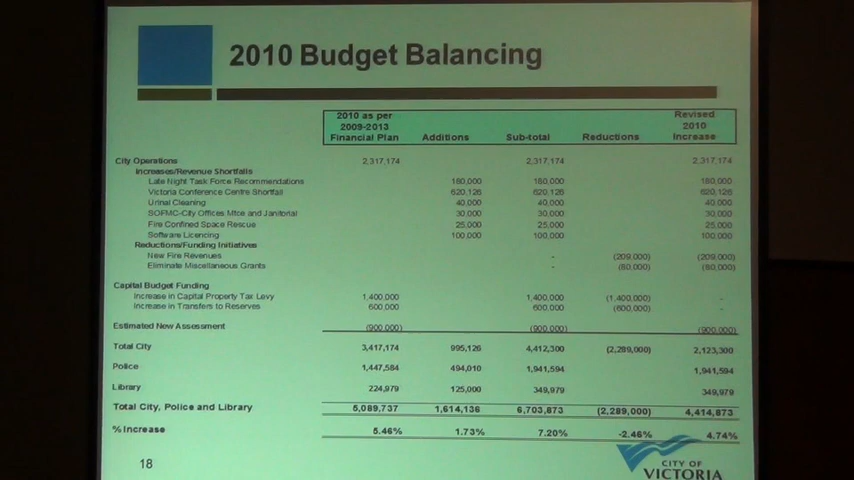 2010 Budget Balancing
2010 as per 2009-2013 Financial Plan Additions Sub-total Reductions Revised 2010 Increase
City Operations 2,317,174 2,317,174 2,317,174
Increases/Revenue Shortfalls
Late Night Task Force Recommendations 180,000 180,000 180,000
Victoria Conference Centre Shortfall 620,126 620,126 620,126
Urinal Cleaning 40,000 40,000 40,000
SOFMC-City Offices Mtce and Janitorial 30,000 30,000 30,000
Fire Confined Space Rescue 25,000 25,000 25,000
Software Licencing 100,000 100,000 100,000
Reductions/Funding Initiatives
New Fire Revenues - (209,000) (209,000)
Eliminate Miscellaneous Grants - (80,000) (80,000)
Capital Budget Funding
Increase in Capital Property Tax Levy 1,400,000 1,400,000 (1,400,000) -
Increase in Transfers to Reserves 600,000 600,000 (600,000) -
Estimated New Assessment (900,000) (900,000) (900,000)
Total City 3,417,174 995,126 4,412,300 (2,289,000) 2,123,300
Police 1,447,584 494,010 1,941,594 1,941,594
Library 224,979 125,000 349,979 349,979
Total City, Police and Library 5,089,737 1,614,136 6,703,873 (2,289,000) 4,414,873
% Increase 5.46% 1.73% 7.20% -2.46% 4.74%
18
CITY OF
VICTORIA